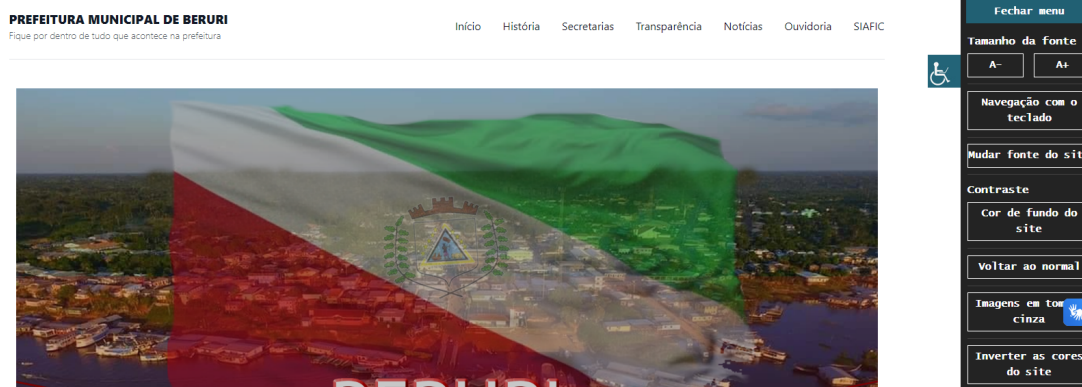 PREFEITURA MUNICIPAL DE BERURI
Fique por dentro de tudo que acontece na prefeitura
Início História Secretarias Transparência Notícias Ouvidoria SIAFIC
Fechar menu
Tamanho da fonte
A- A+
Navegação com o
teclado
Mudar fonte do sit
Contraste
Cor de fundo do
site
Voltar ao normal
Imagens em
cinza
Inverter as cores
do site